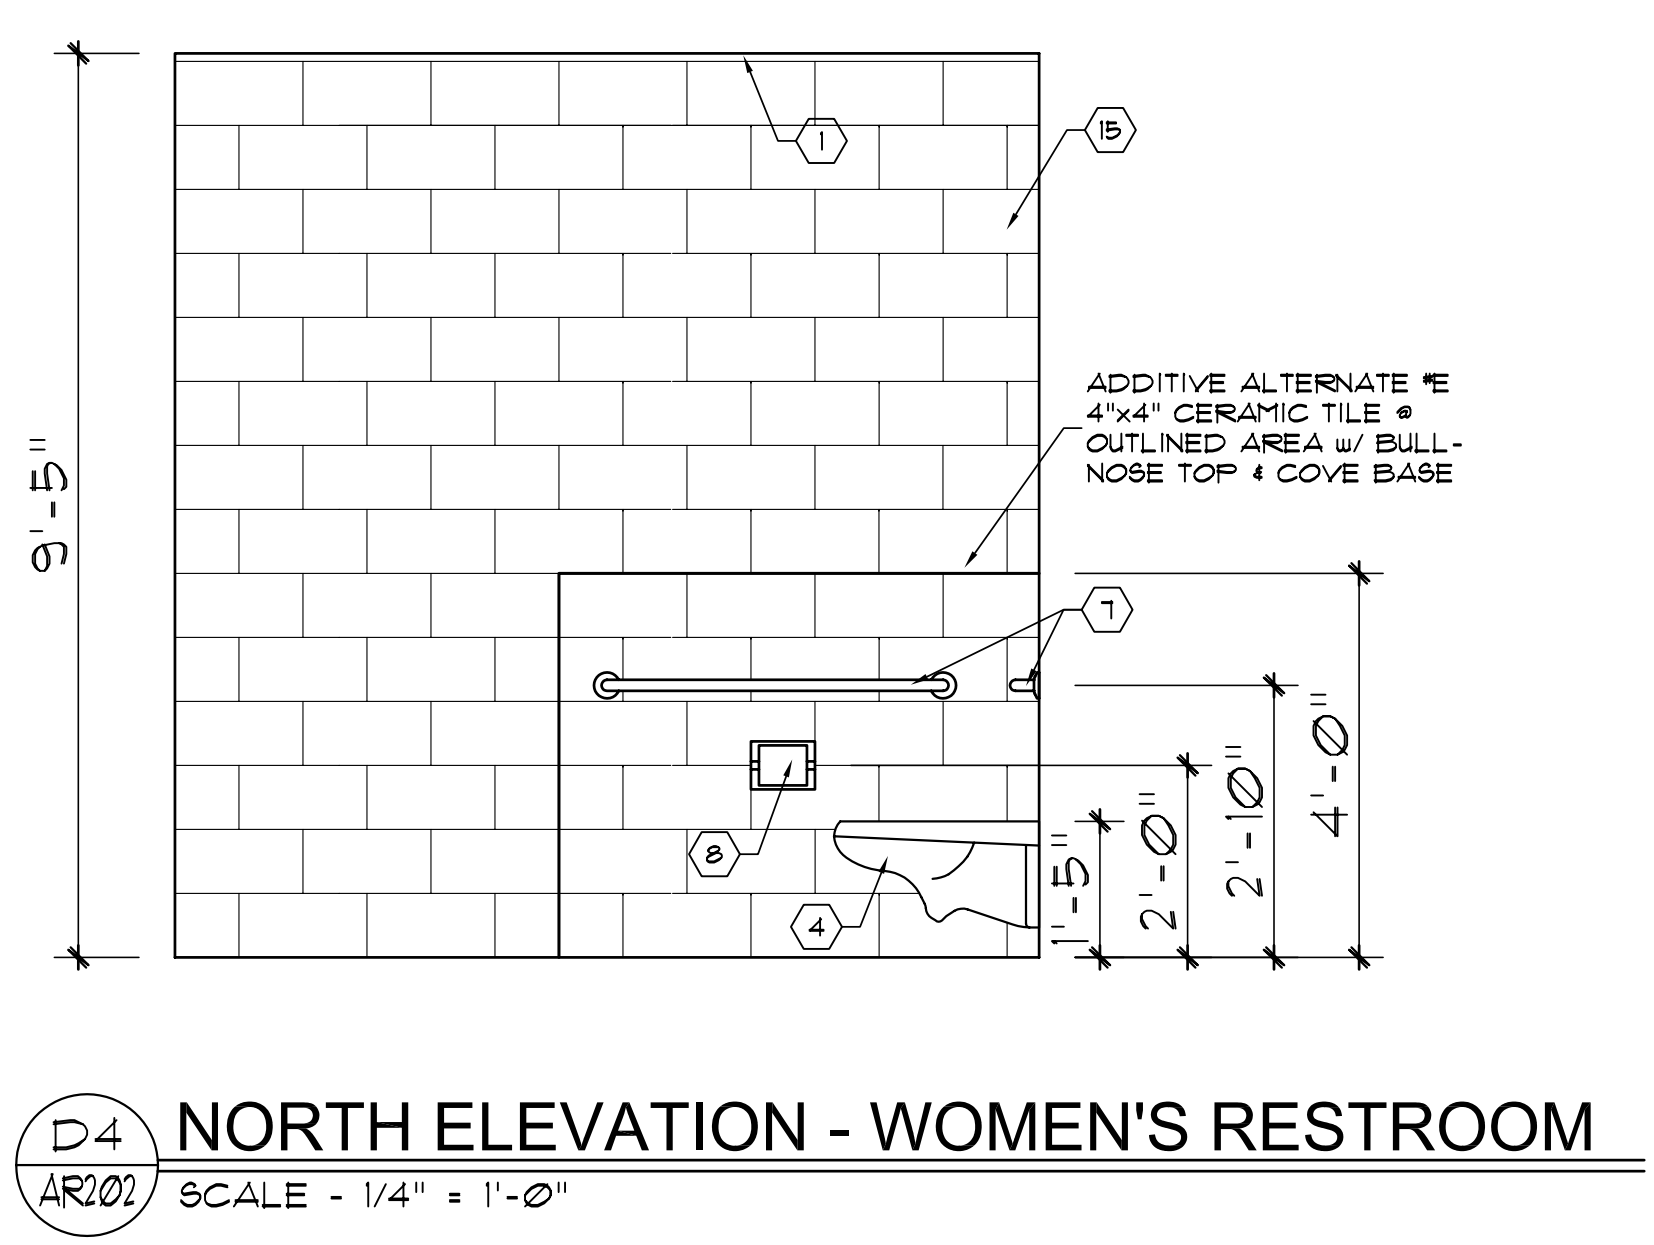 1
15
9'-5"
ADDITIVE ALTERNATE #E
4"x4" CERAMIC TILE @
OUTLINED AREA w/ BULL-
NOSE TOP & COVE BASE
7
8
4
1'-5"
2'-0"
2'-10"
4'-0"
D4
AR202
NORTH ELEVATION - WOMEN'S RESTROOM
SCALE - 1/4" = 1'-0"